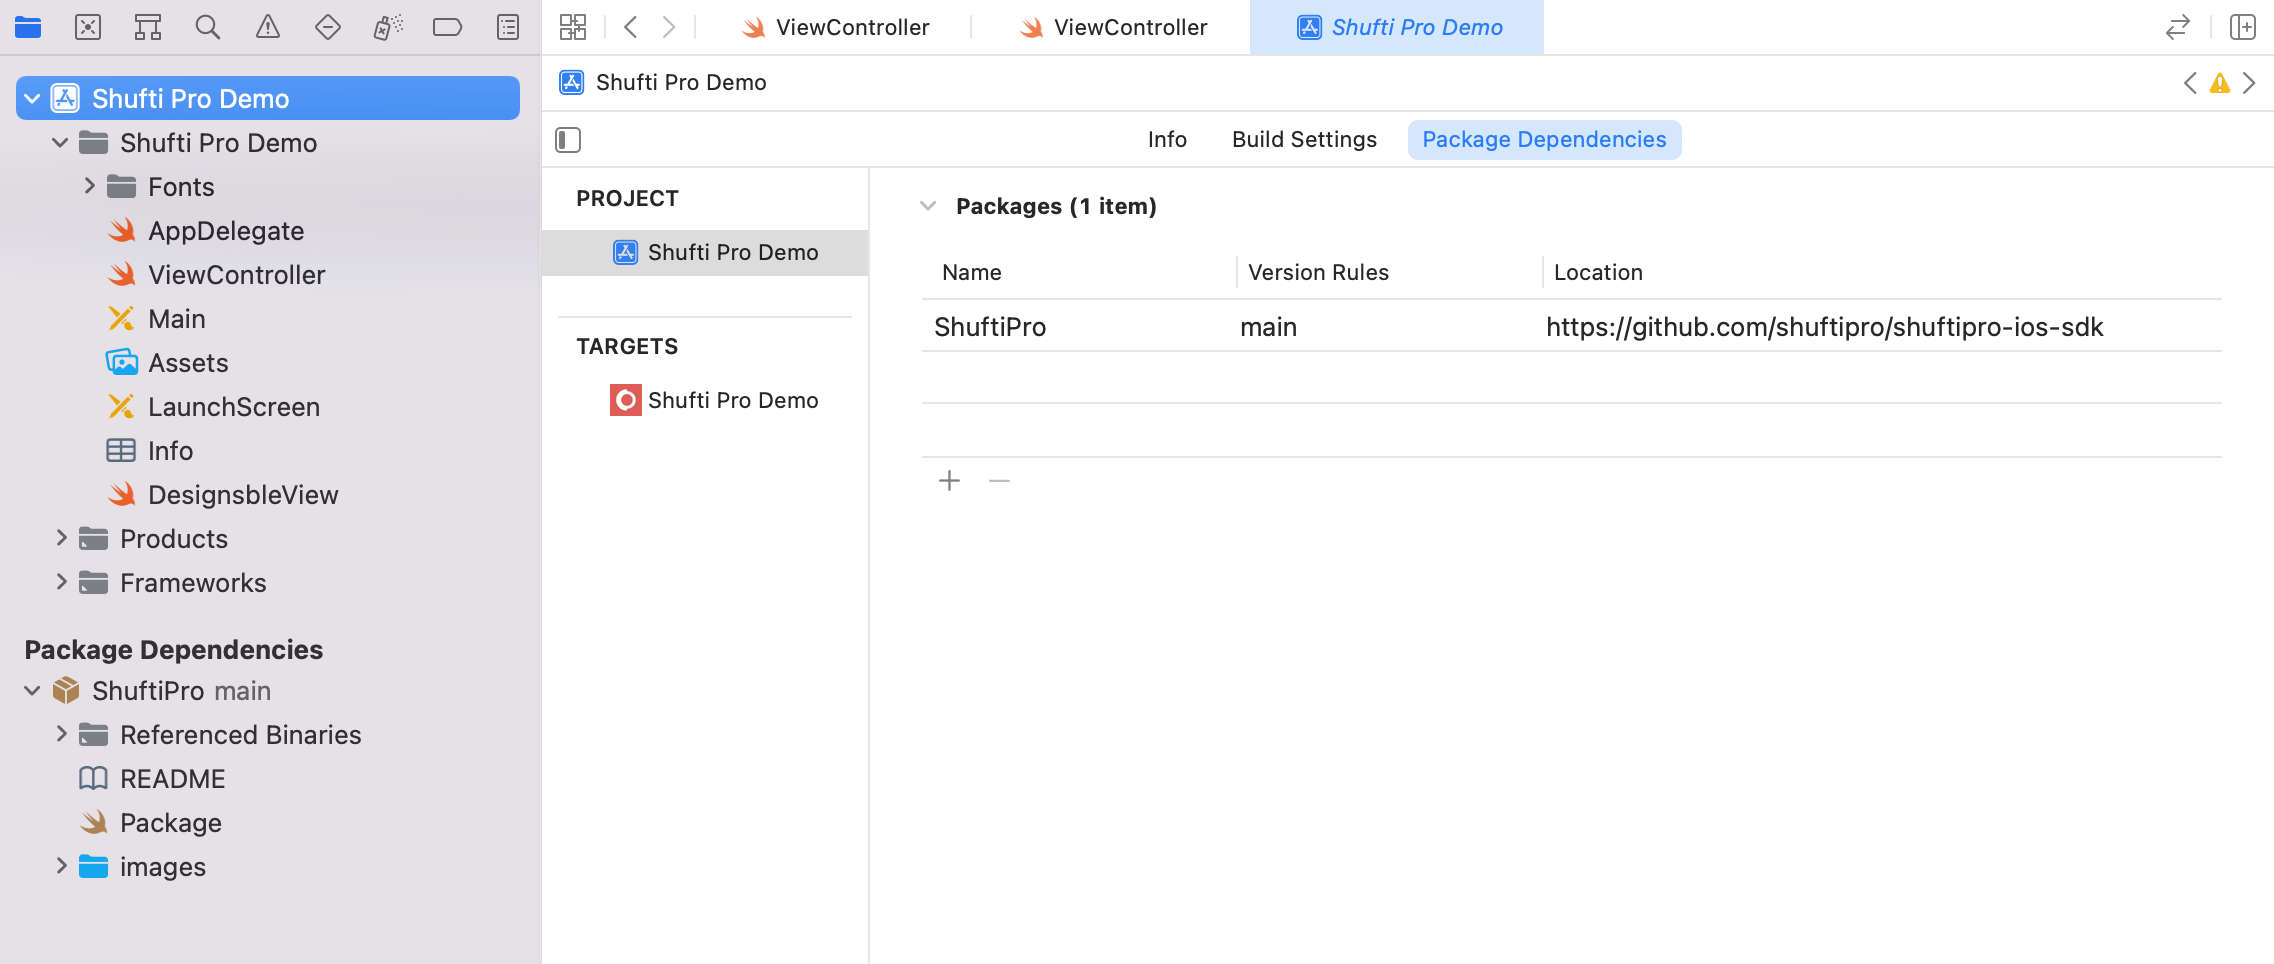 ViewController
ViewController
Shufti Pro Demo
Shufti Pro Demo
Shufti Pro Demo
Fonts
AppDelegate
ViewController
Main
Assets
LaunchScreen
Info
DesignsbleView
Products
Frameworks
Package Dependencies
ShuftiPro main
Referenced Binaries
README
Package
images
Shufti Pro Demo
Info
Build Settings
Package Dependencies
PROJECT
Shufti Pro Demo
TARGETS
Shufti Pro Demo
Packages (1 item)
Name
Version Rules
Location
ShuftiPro
main
https://github.com/shuftipro/shuftipro-ios-sdk